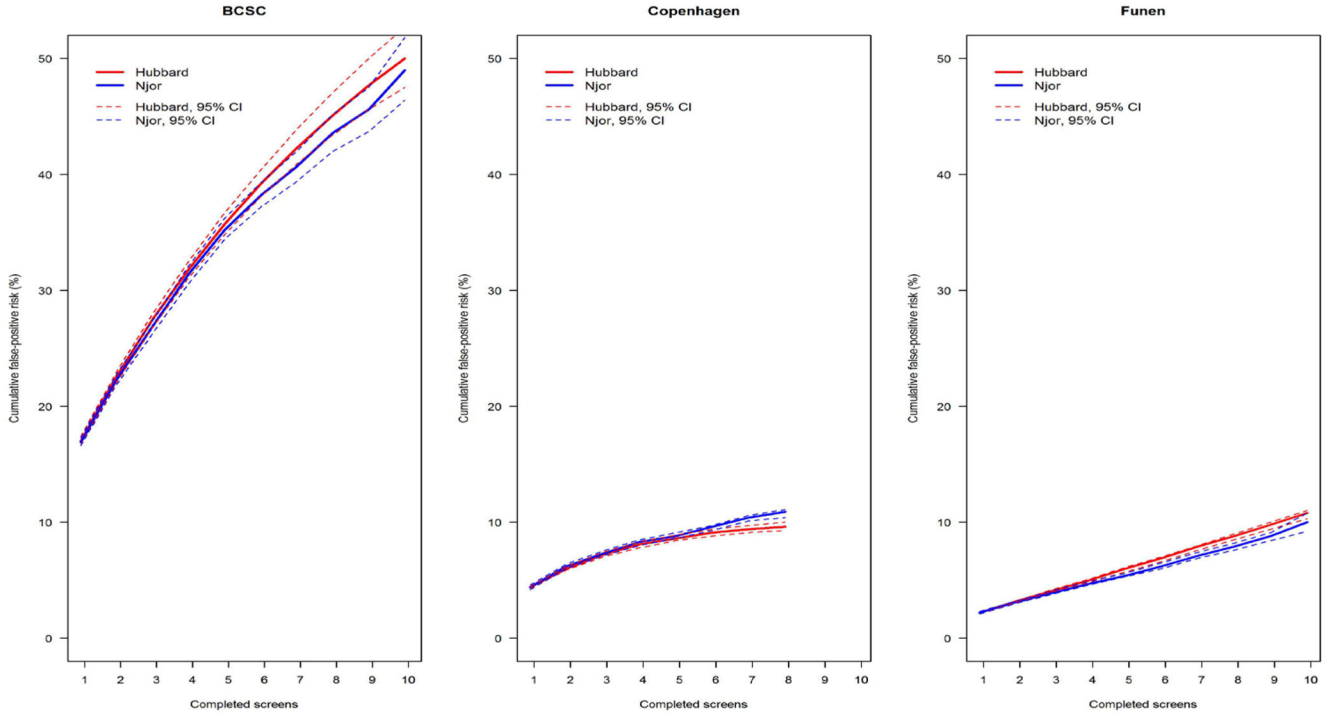 BCSC
50
40
30
20
10
0
Cumulative false-positive risk (%)
Hubbard
Njor
Hubbard, 95% CI
Njor, 95% CI
1 2 3 4 5 6 7 8 9 10
Completed screens
Copenhagen
50
40
30
20
10
0
Cumulative false-positive risk (%)
Hubbard
Njor
Hubbard, 95% CI
Njor, 95% CI
1 2 3 4 5 6 7 8 9 10
Completed screens
Funen
50
40
30
20
10
0
Cumulative false-positive risk (%)
Hubbard
Njor
Hubbard, 95% CI
Njor, 95% CI
1 2 3 4 5 6 7 8 9 10
Completed screens